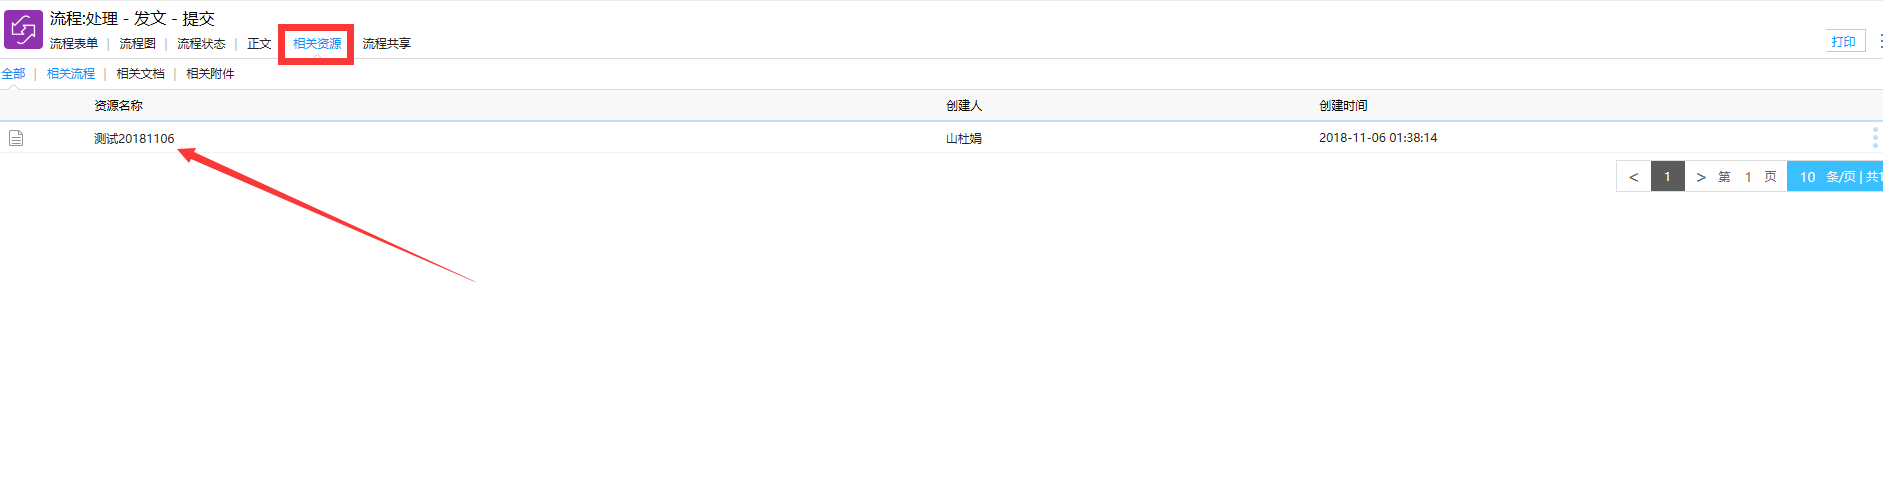 流程:处理 - 发文 - 提交
流程表单 | 流程图 | 流程状态 | 正文 相关资源 流程共享
打印
全部 | 相关流程 | 相关文档 | 相关附件
资源名称 创建人 创建时间
测试20181106 山杜娟 2018-11-06 01:38:14
< 1 > 第 1 页 10 条/页 | 共1